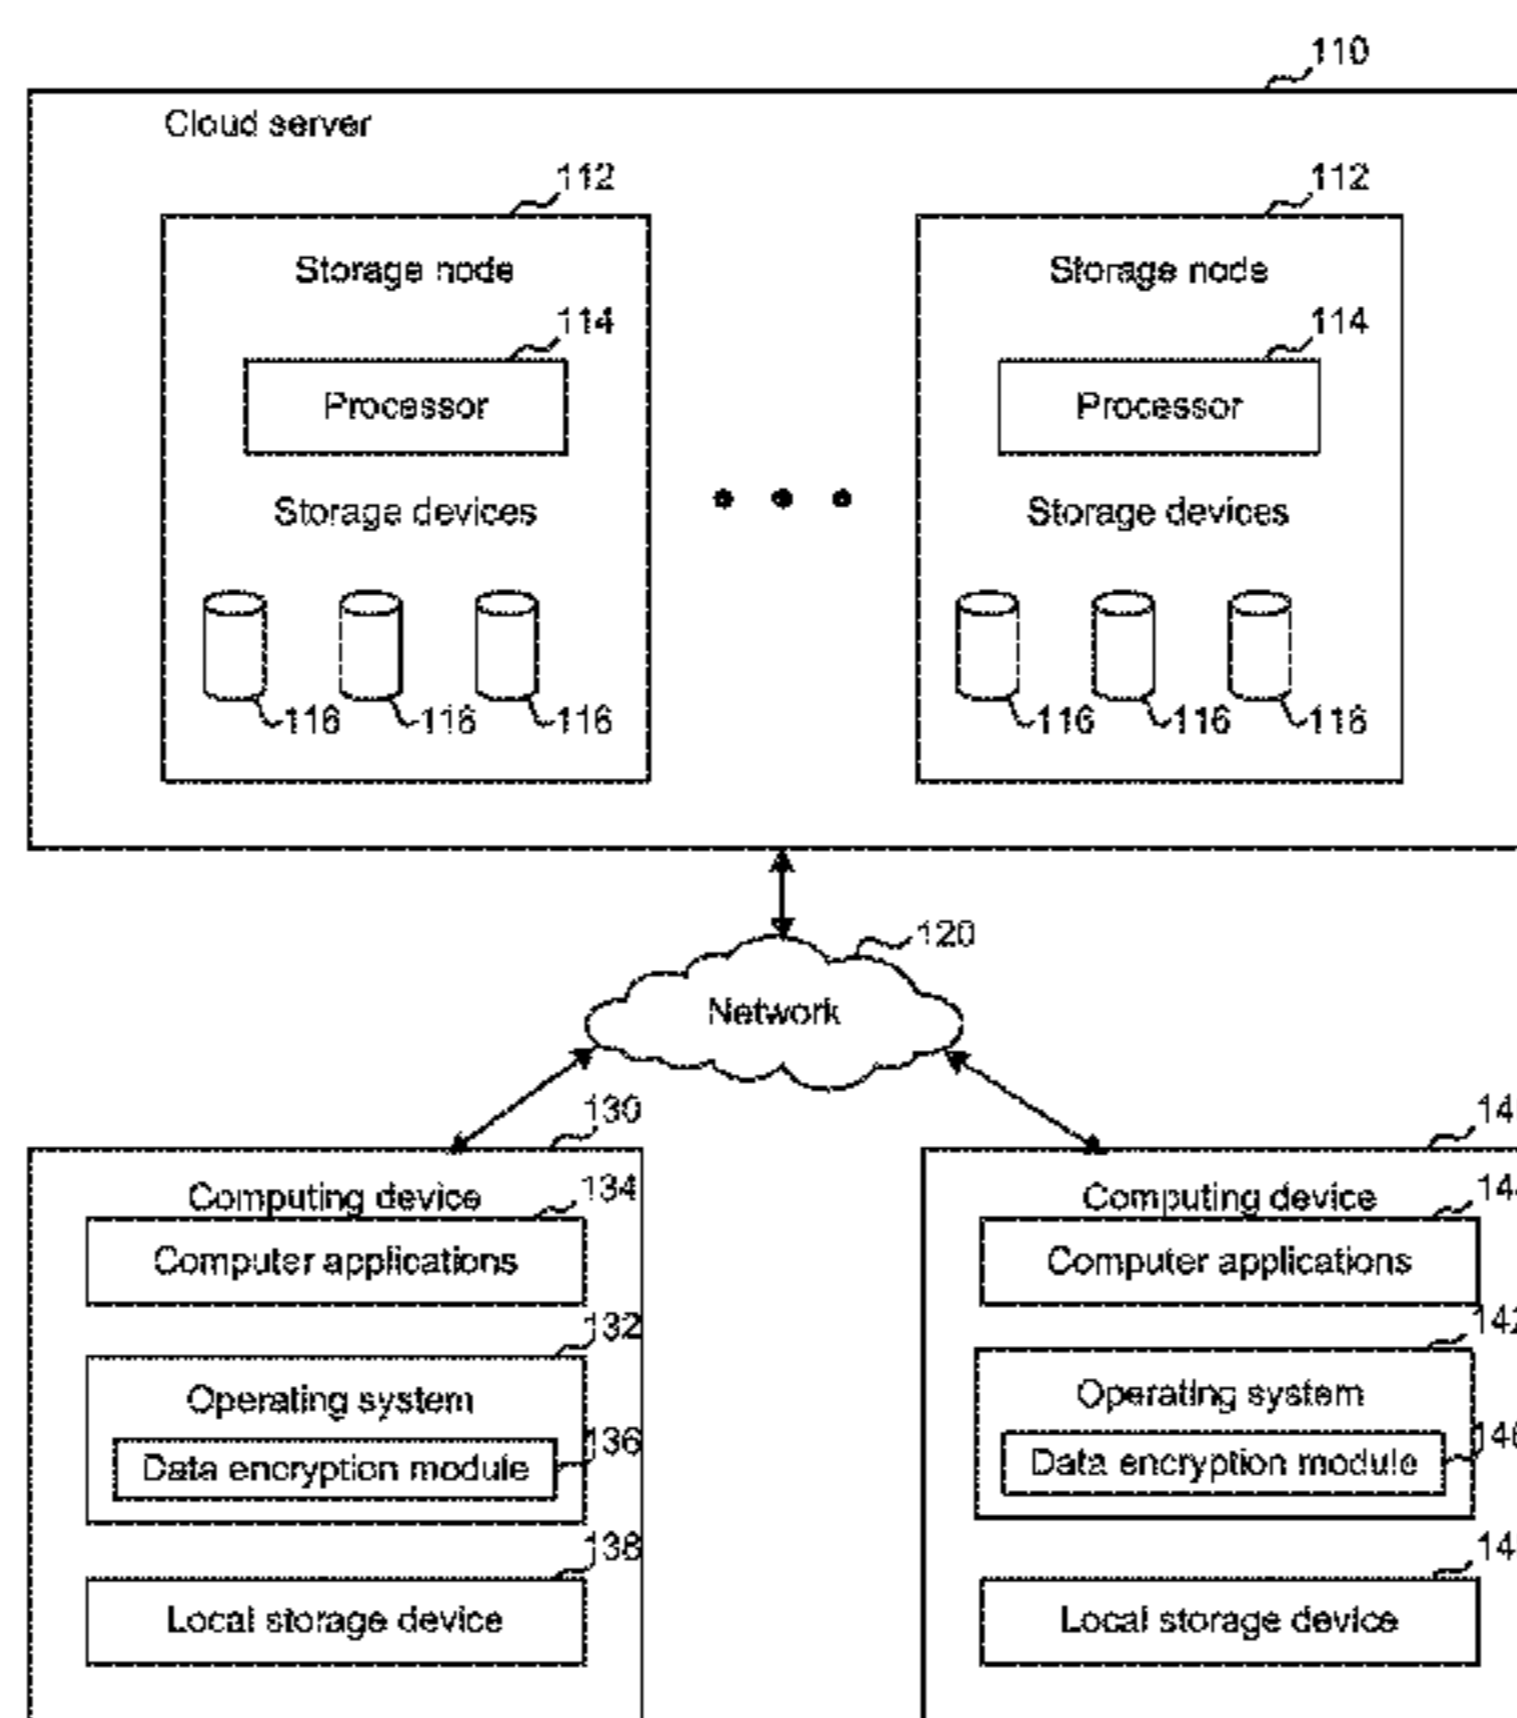 110
Cloud server
112 112
Storage node Storage node
114 114
Processor Processor
Storage devices Storage devices
116 116 116 116 116 116
120
Network
130
Computing device 134 Computing device
Computer applications Computer applications
132 142
Operating system Operating system
136 146
Data encryption module Data encryption module
138
Local storage device Local storage device